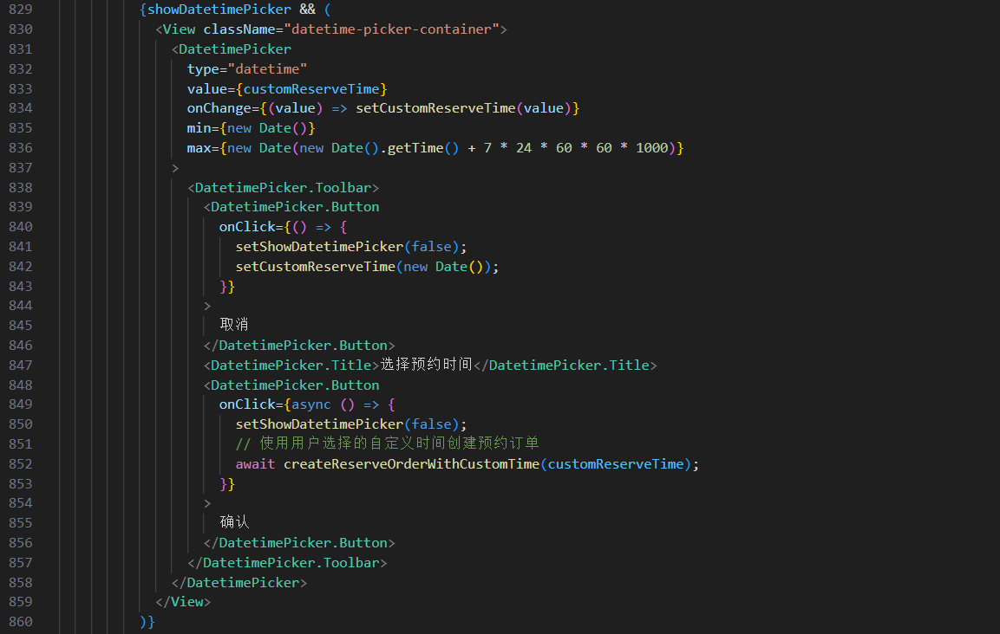 829 {showDatetimePicker && (
830 <View className="datetime-picker-container">
831 <DatetimePicker
832 type="datetime"
833 value={customReserveTime}
834 onChange={(value) => setCustomReserveTime(value)}
835 min={new Date()}
836 max={new Date(new Date().getTime() + 7 * 24 * 60 * 60 * 1000)}
837 >
838 <DatetimePicker.Toolbar>
839 <DatetimePicker.Button
840 onClick={() => {
841 setShowDatetimePicker(false);
842 setCustomReserveTime(new Date());
843 }}
844 >
845 取消
846 </DatetimePicker.Button>
847 <DatetimePicker.Title>选择预约时间</DatetimePicker.Title>
848 <DatetimePicker.Button
849 onClick={async () => {
850 setShowDatetimePicker(false);
851 // 使用用户选择的自定义时间创建预约订单
852 await createReserveOrderWithCustomTime(customReserveTime);
853 }}
854 >
855 确认
856 </DatetimePicker.Button>
857 </DatetimePicker.Toolbar>
858 </DatetimePicker>
859 </View>
860 )}